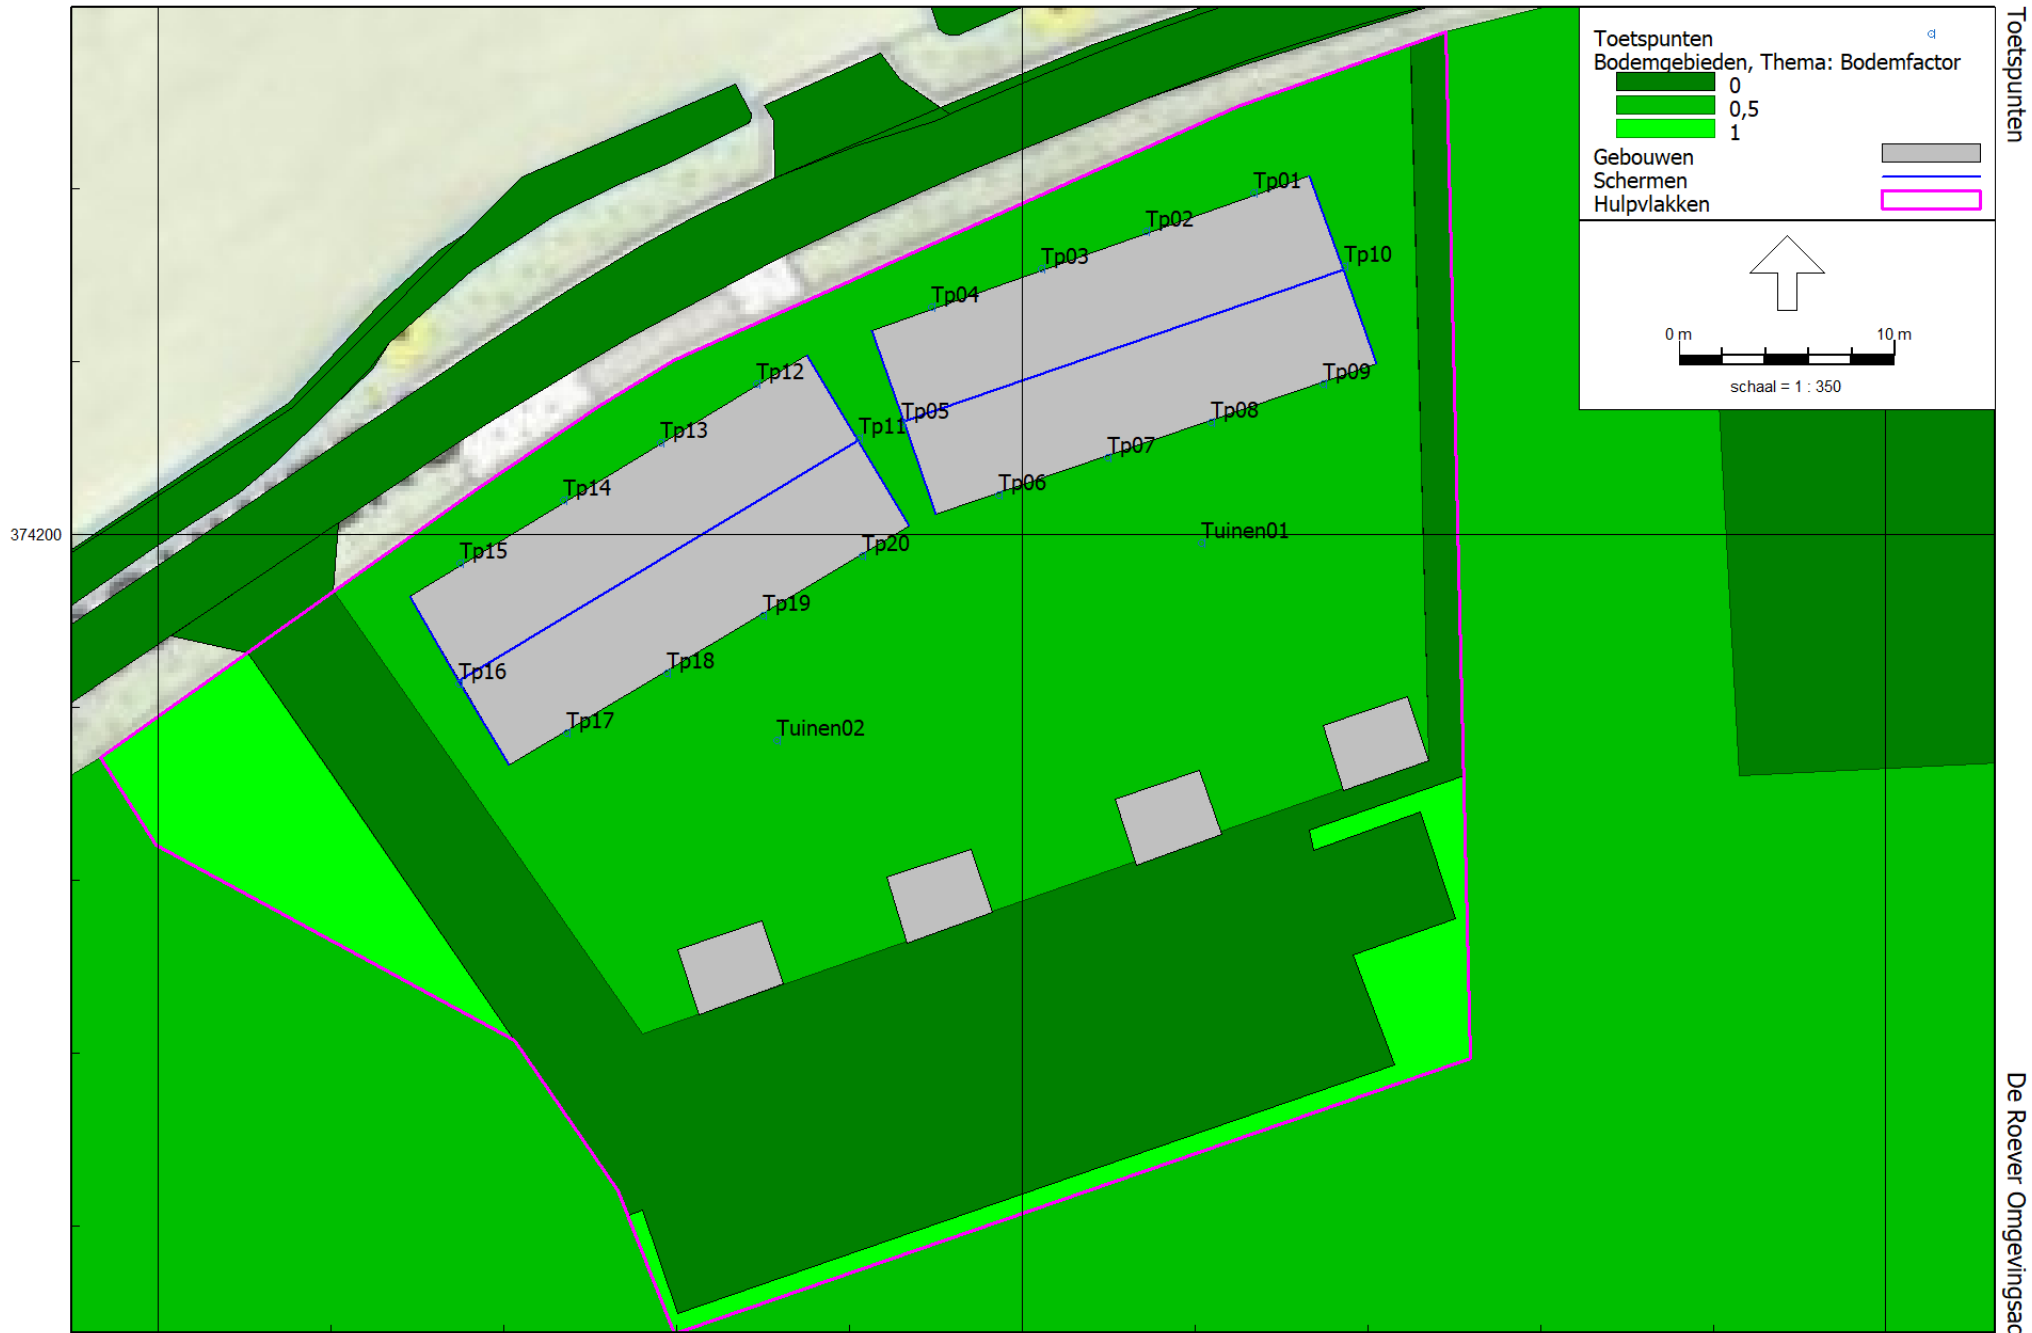 Toetspunten
Toetspunten
Bodemgebieden, Thema: Bodemfactor
0
0,5
1
Gebouwen
Schermen
Hulpvlakken
0 m
10 m
schaal = 1 : 350
Tp01
Tp02
Tp03
Tp10
Tp04
Tp12
Tp09
Tp05
Tp08
Tp11
Tp13
Tp07
Tp06
Tp14
374200
Tuinen01
Tp20
Tp15
Tp19
Tp18
Tp16
Tp17
Tuinen02
De Roever